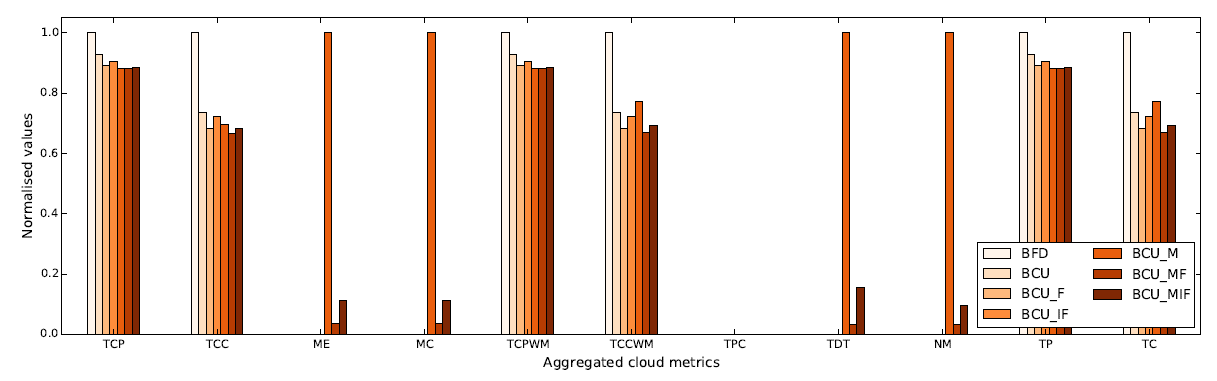 1.0
0.8
0.6
0.4
0.2
0.0
Normalised values
BFD
BCU
BCU_F
BCU_IF
BCU_M
BCU_MF
BCU_MIF
TCP TCC ME MC TCPWM TCCWM TPC TDT NM TP TC
Aggregated cloud metrics